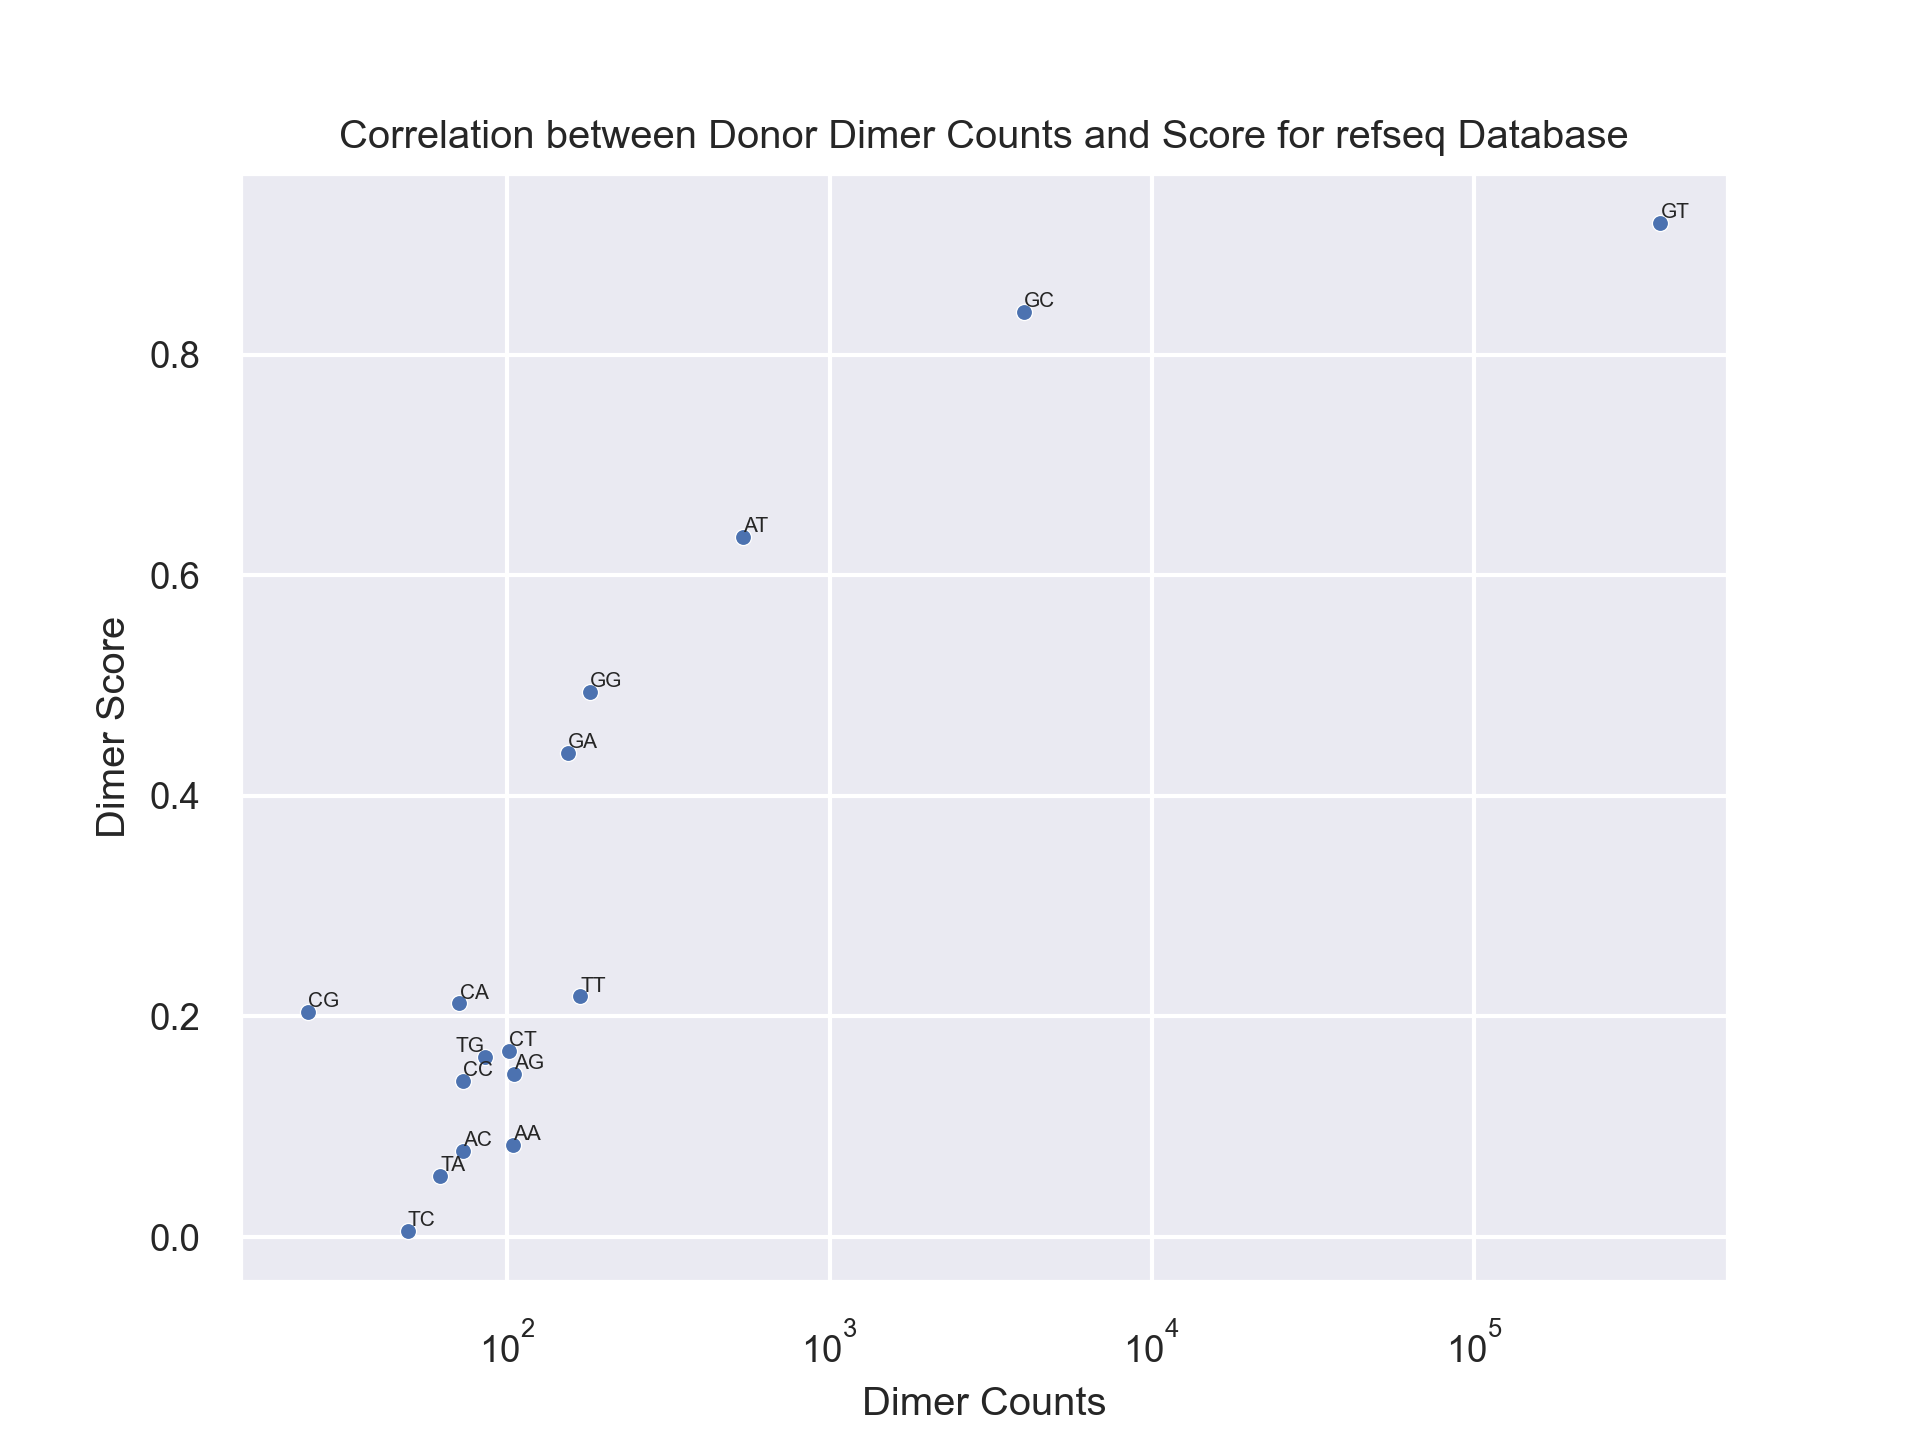 Correlation between Donor Dimer Counts and Score for refseq Database
GT
GC
0.8
AT
0.6
GG
GA
0.4
Dimer Score
TT
CA
CG
0.2
CT
TG
AG
CC
AA
AC
TA
TC
0.0
10^2 10^3 10^4 10^5
Dimer Counts